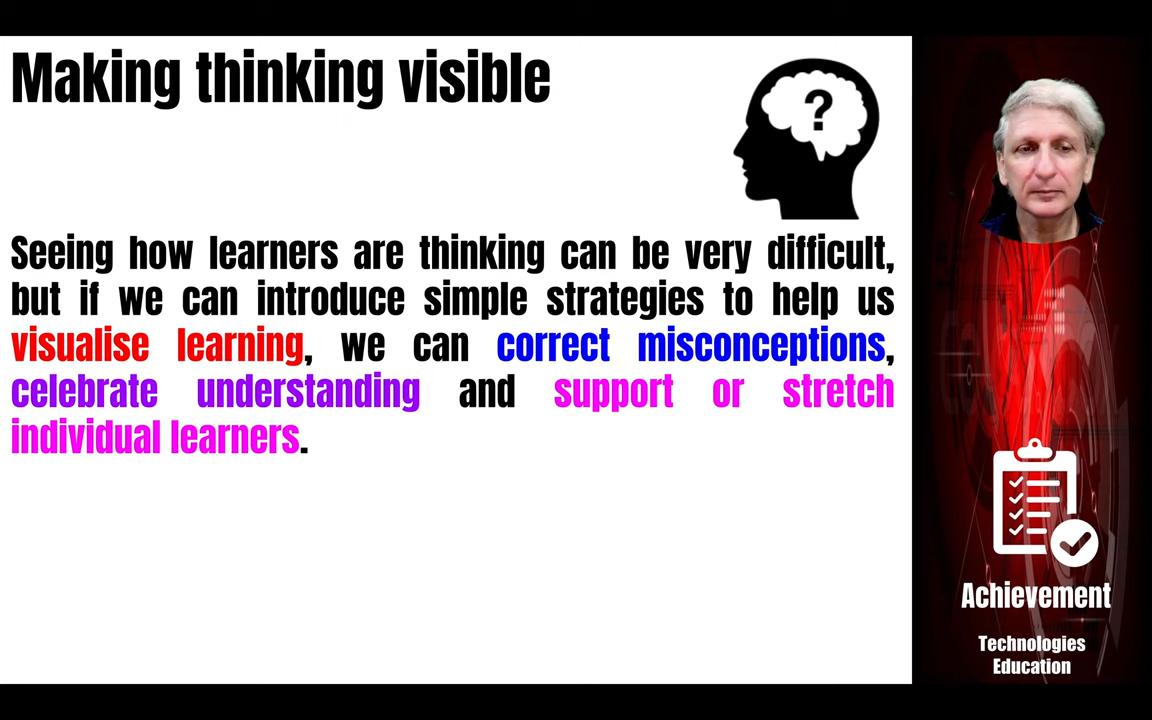 Making thinking visible
?
Seeing how learners are thinking can be very difficult,
but if we can introduce simple strategies to help us
visualise learning, we can correct misconceptions,
celebrate understanding and support or stretch
individual learners.
Achievement
Technologies
Education